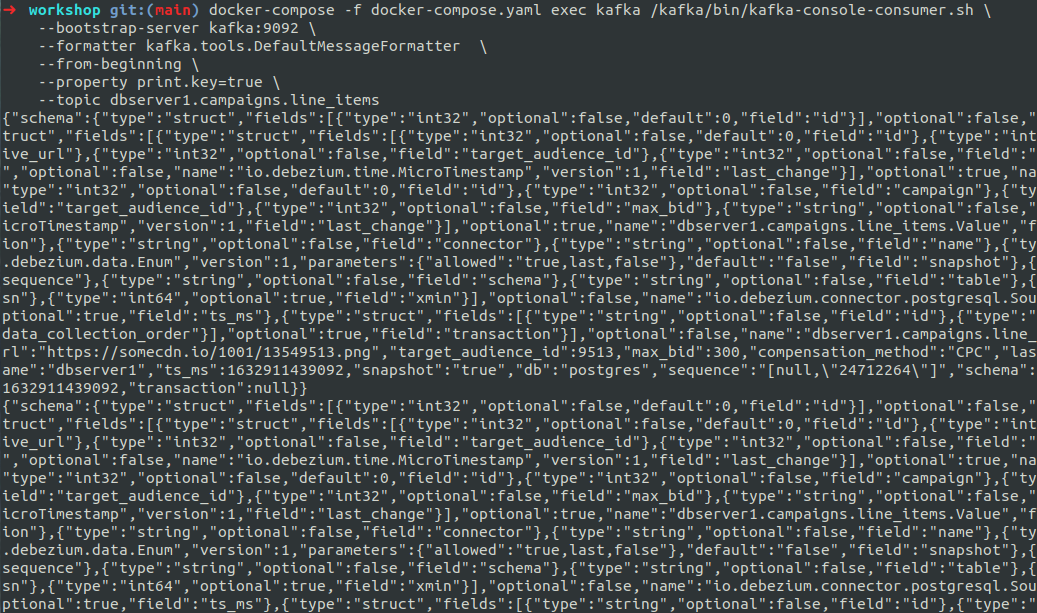 → workshop git:(main) docker-compose -f docker-compose.yaml exec kafka /kafka/bin/kafka-console-consumer.sh \
--bootstrap-server kafka:9092 \
--formatter kafka.tools.DefaultMessageFormatter \
--from-beginning \
--property print.key=true \
--topic dbserver1.campaigns.line_items
{"schema":{"type":"struct","fields":[{"type":"int32","optional":false,"default":0,"field":"id"}],"optional":false,"
truct","fields":[{"type":"struct","fields":[{"type":"int32","optional":false,"default":0,"field":"id"},{"type":"int
ive_url"},{"type":"int32","optional":false,"field":"target_audience_id"},{"type":"int32","optional":false,"field":"
","optional":false,"name":"io.debezium.time.MicroTimestamp","version":1,"field":"last_change"}],"optional":true,"na
"type":"int32","optional":false,"default":0,"field":"id"},{"type":"int32","optional":false,"field":"campaign"},{"ty
ield":"target_audience_id"},{"type":"int32","optional":false,"field":"max_bid"},{"type":"string","optional":false,"
icroTimestamp","version":1,"field":"last_change"}],"optional":true,"name":"dbserver1.campaigns.line_items.Value","f
ion"},{"type":"string","optional":false,"field":"connector"},{"type":"string","optional":false,"field":"name"},{"ty
.debezium.data.Enum","version":1,"parameters":{"allowed":"true,last,false"},"default":"false","field":"snapshot"},{
sequence"},{"type":"string","optional":false,"field":"schema"},{"type":"string","optional":false,"field":"table"},{
sn"},{"type":"int64","optional":true,"field":"xmin"}],"optional":false,"name":"io.debezium.connector.postgresql.Sou
ptional":true,"field":"ts_ms"},{"type":"struct","fields":[{"type":"string","optional":false,"field":"id"},{"type":"
data_collection_order"}],"optional":true,"field":"transaction"}],"optional":false,"name":"dbserver1.campaigns.line_
rl":"https://somecdn.io/1001/13549513.png","target_audience_id":9513,"max_bid":300,"compensation_method":"CPC","las
ame":"dbserver1","ts_ms":1632911439092,"snapshot":"true","db":"postgres","sequence":"[null,\"24712264\"]","schema":
1632911439092,"transaction":null}}
{"schema":{"type":"struct","fields":[{"type":"int32","optional":false,"default":0,"field":"id"}],"optional":false,"
truct","fields":[{"type":"struct","fields":[{"type":"int32","optional":false,"default":0,"field":"id"},{"type":"int
ive_url"},{"type":"int32","optional":false,"field":"target_audience_id"},{"type":"int32","optional":false,"field":"
","optional":false,"name":"io.debezium.time.MicroTimestamp","version":1,"field":"last_change"}],"optional":true,"na
"type":"int32","optional":false,"default":0,"field":"id"},{"type":"int32","optional":false,"field":"campaign"},{"ty
ield":"target_audience_id"},{"type":"int32","optional":false,"field":"max_bid"},{"type":"string","optional":false,"
icroTimestamp","version":1,"field":"last_change"}],"optional":true,"name":"dbserver1.campaigns.line_items.Value","f
ion"},{"type":"string","optional":false,"field":"connector"},{"type":"string","optional":false,"field":"name"},{"ty
.debezium.data.Enum","version":1,"parameters":{"allowed":"true,last,false"},"default":"false","field":"snapshot"},{
sequence"},{"type":"string","optional":false,"field":"schema"},{"type":"string","optional":false,"field":"table"},{
sn"},{"type":"int64","optional":true,"field":"xmin"}],"optional":false,"name":"io.debezium.connector.postgresql.Sou
ptional":true,"field":"ts_ms"},{"type":"struct","fields":[{"type":"string","optional":false,"field":"id"},{"type":"